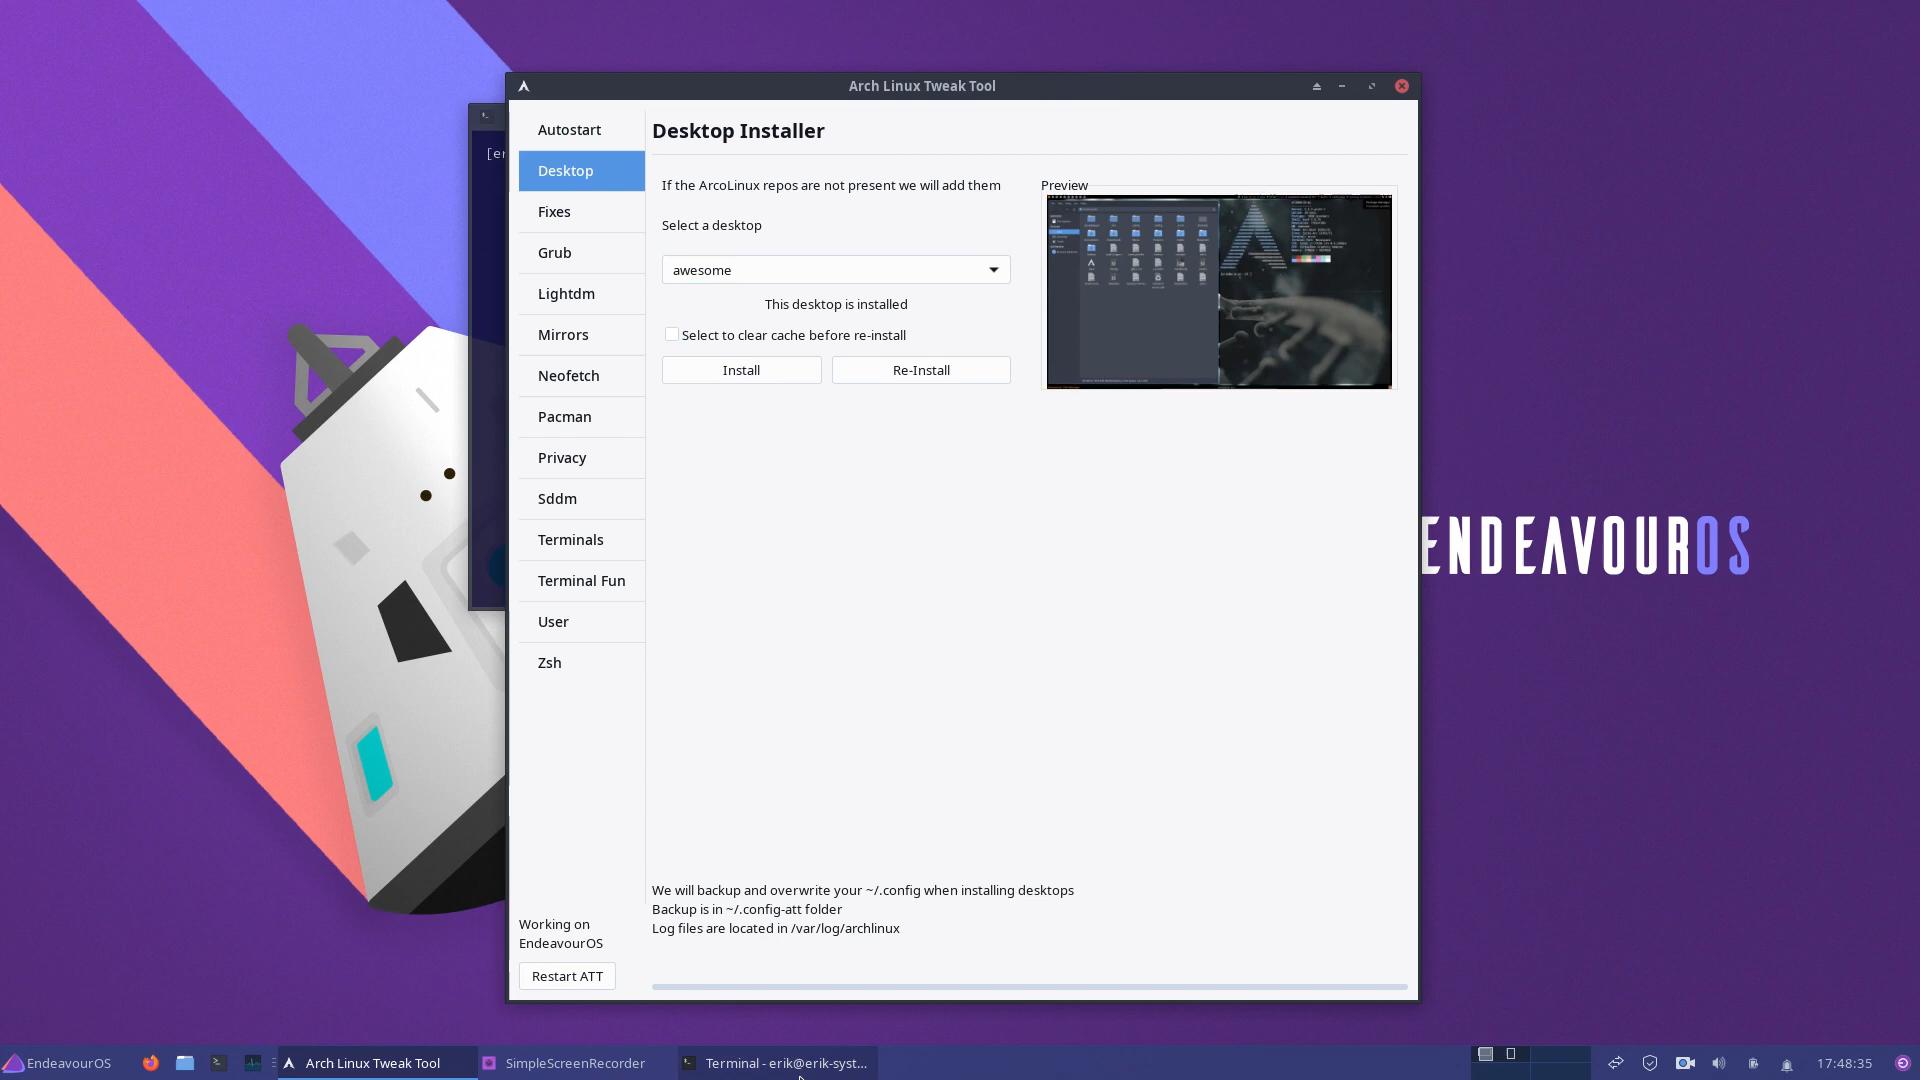 Arch Linux Tweak Tool
Autostart
Desktop
Fixes
Grub
Lightdm
Mirrors
Neofetch
Pacman
Privacy
Sddm
Terminals
Terminal Fun
User
Zsh
Working on
EndeavourOS
Restart ATT
Desktop Installer
If the ArcoLinux repos are not present we will add them
Select a desktop
awesome
This desktop is installed
Select to clear cache before re-install
Install
Re-Install
Preview
We will backup and overwrite your ~/.config when installing desktops
Backup is in ~/.config-att folder
Log files are located in /var/log/archlinux
[er
ENDEAVOUROS
EndeavourOS
Arch Linux Tweak Tool
SimpleScreenRecorder
Terminal - erik@erik-syst...
17:48:35